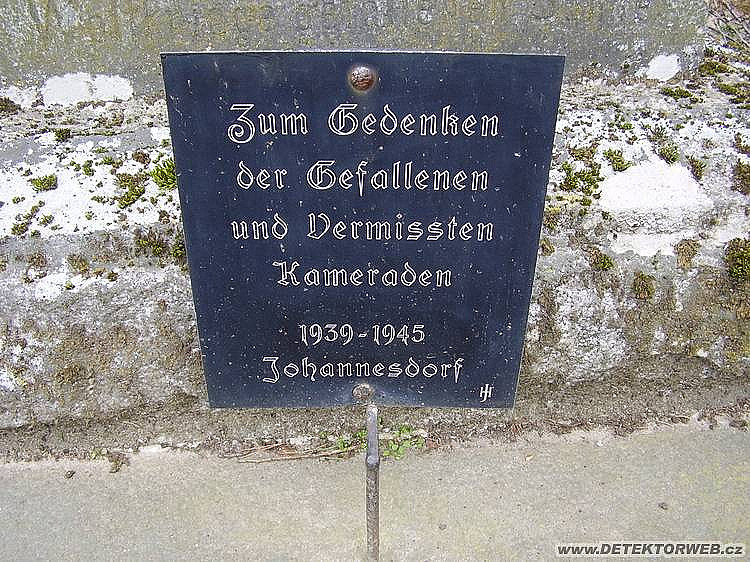 Zum Gedenken
der Gefallenen
und Vermissten
Kameraden
1939-1945
Johannesdorf
www.DETEKTORWEB.cz